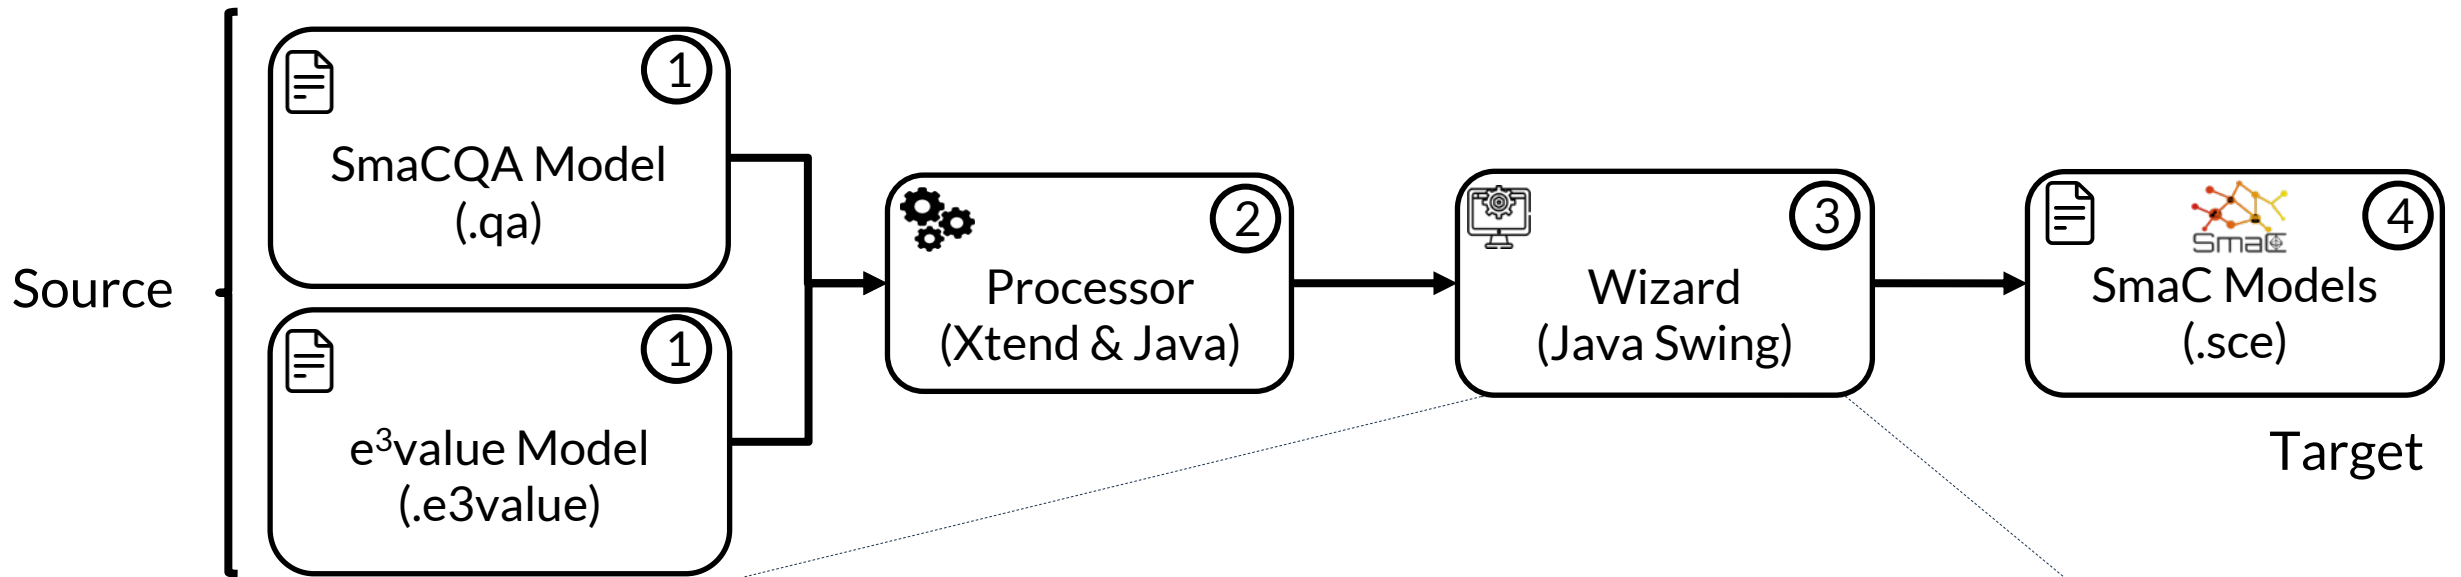 Source
1
SmaCQA Model
(.qa)
1
e³value Model
(.e3value)
2
Processor
(Xtend & Java)
3
Wizard
(Java Swing)
SmaC
4
SmaC Models
(.sce)
Target